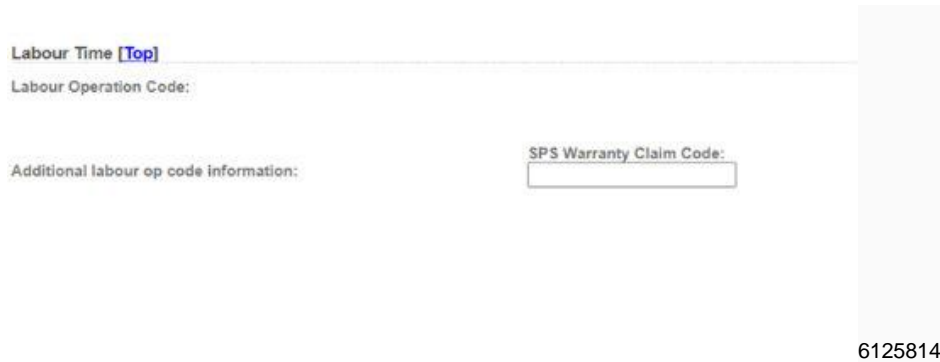 Labour Time [Top]
Labour Operation Code:
SPS Warranty Claim Code:
Additional labour op code information:
6125814